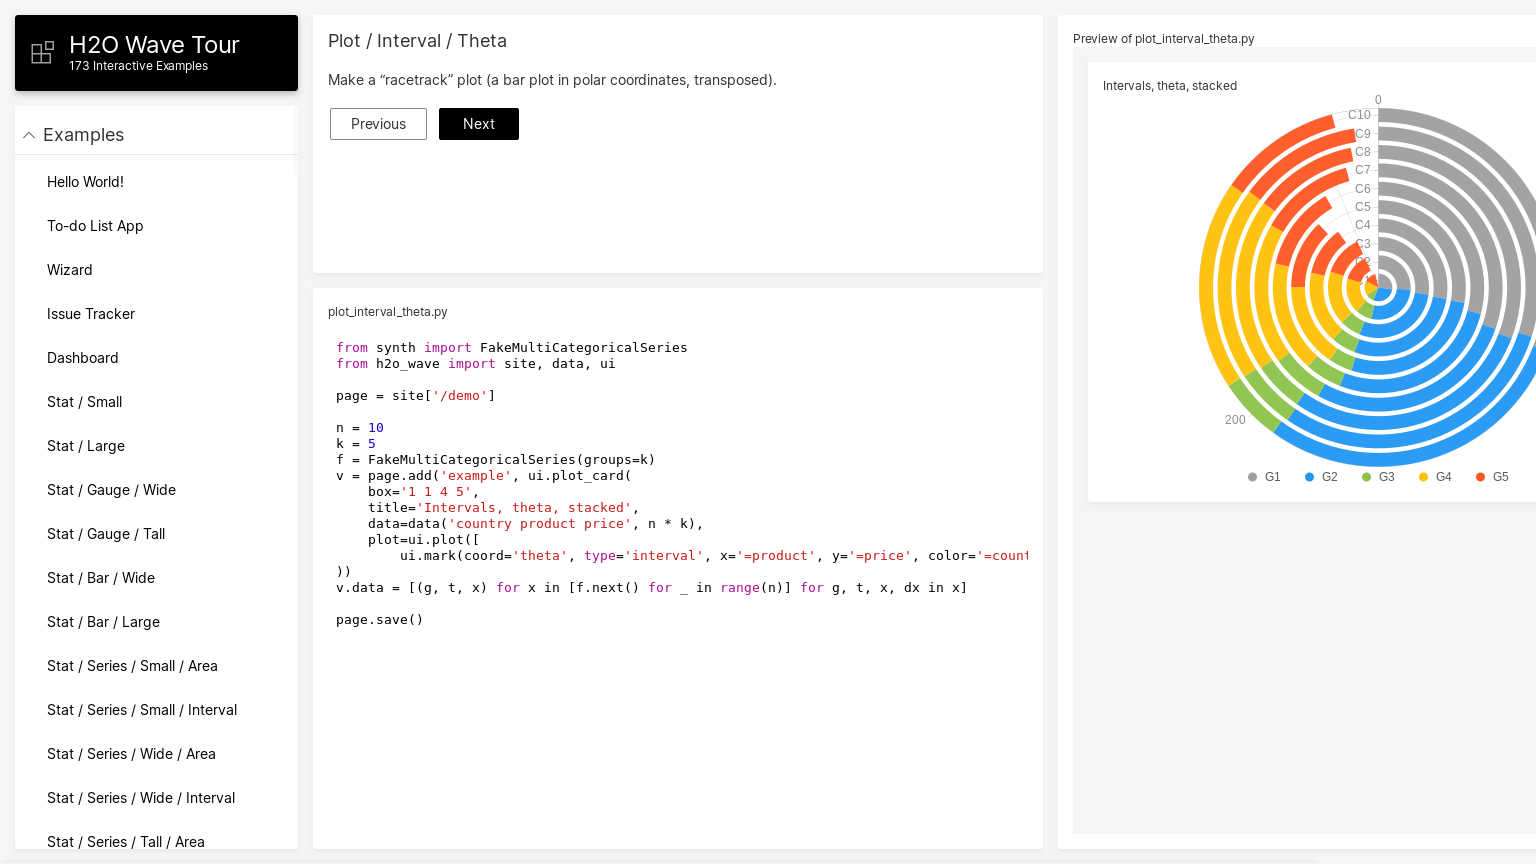 H2O Wave Tour
173 Interactive Examples
Examples
Hello World!
To-do List App
Wizard
Issue Tracker
Dashboard
Stat / Small
Stat / Large
Stat / Gauge / Wide
Stat / Gauge / Tall
Stat / Bar / Wide
Stat / Bar / Large
Stat / Series / Small / Area
Stat / Series / Small / Interval
Stat / Series / Wide / Area
Stat / Series / Wide / Interval
Stat / Series / Tall / Area
Plot / Interval / Theta
Make a “racetrack” plot (a bar plot in polar coordinates, transposed).
Previous
Next
plot_interval_theta.py
from synth import FakeMultiCategoricalSeries
from h2o_wave import site, data, ui
page = site['/demo']
n = 10
k = 5
f = FakeMultiCategoricalSeries(groups=k)
v = page.add('example', ui.plot_card(
    box='1 1 4 5',
    title='Intervals, theta, stacked',
    data=data('country product price', n * k),
    plot=ui.plot([
        ui.mark(coord='theta', type='interval', x='=product', y='=price', color='=count
))
v.data = [(g, t, x) for x in [f.next() for _ in range(n)] for g, t, x, dx in x]
page.save()
Preview of plot_interval_theta.py
Intervals, theta, stacked
0
C10
C9
C8
C7
C6
C5
C4
C3
C2
200
G1
G2
G3
G4
G5